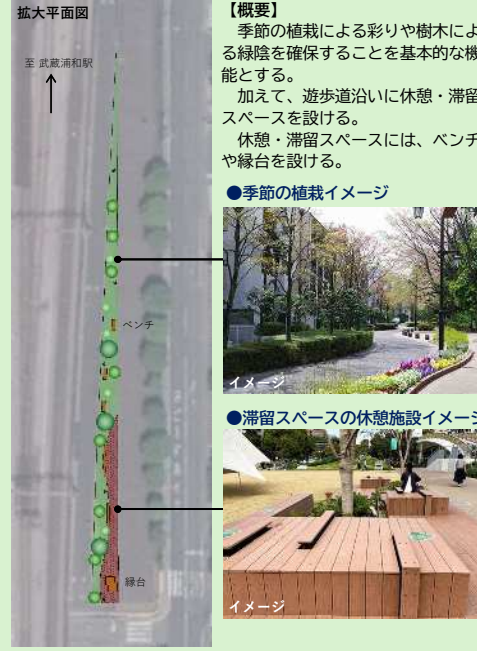 拡大平面図
至 武蔵浦和駅
ベンチ
縁台
【概要】
季節の植栽による彩りや樹木によ
る緑陰を確保することを基本的な機
能とする。
加えて、遊歩道沿いに休憩・滞留
スペースを設ける。
休憩・滞留スペースには、ベンチ
や縁台を設ける。
●季節の植栽イメージ
イメージ
●滞留スペースの休憩施設イメージ
イメージ